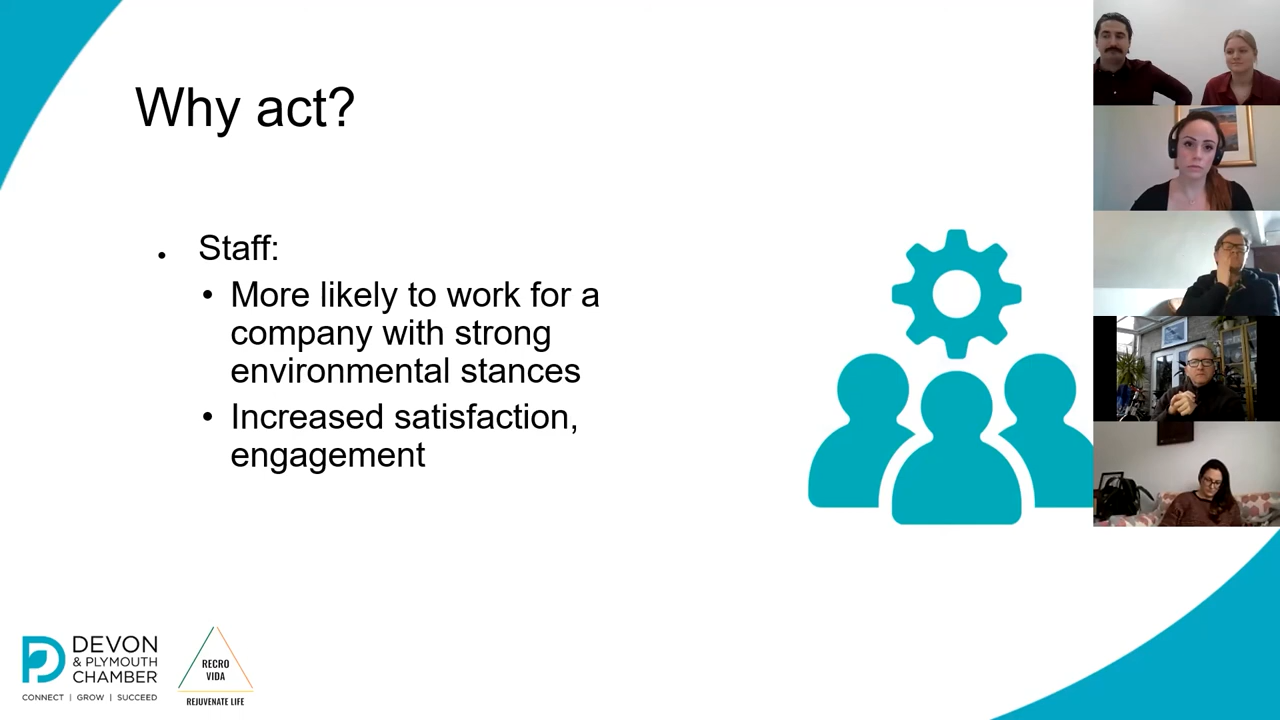 Why act?
• Staff:
• More likely to work for a
company with strong
environmental stances
• Increased satisfaction,
engagement
DEVON
& PLYMOUTH
CHAMBER
CONNECT | GROW | SUCCEED
RECRO
VIDA
REJUVENATE LIFE